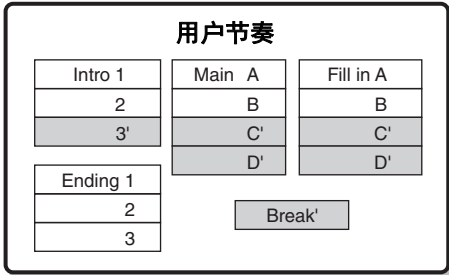 用户节奏
Intro 1 Main A Fill in A
2 B B
3' C' C'
D' D'
Ending 1
2 Break'
3